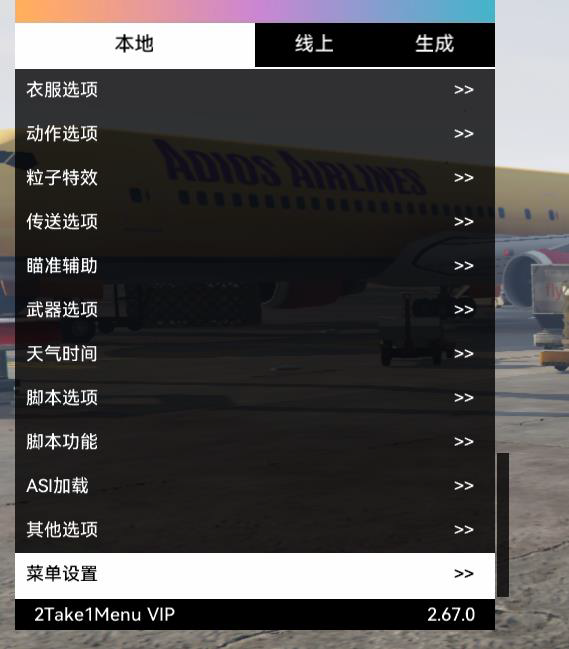 本地 线上 生成
衣服选项 >>
动作选项 >>
粒子特效 >>
ADIOS AIRLINES
传送选项 >>
瞄准辅助 >>
fly
武器选项 >>
天气时间 >>
脚本选项 >>
脚本功能 >>
ASI加载 >>
其他选项 >>
菜单设置 >>
2Take1Menu VIP 2.67.0